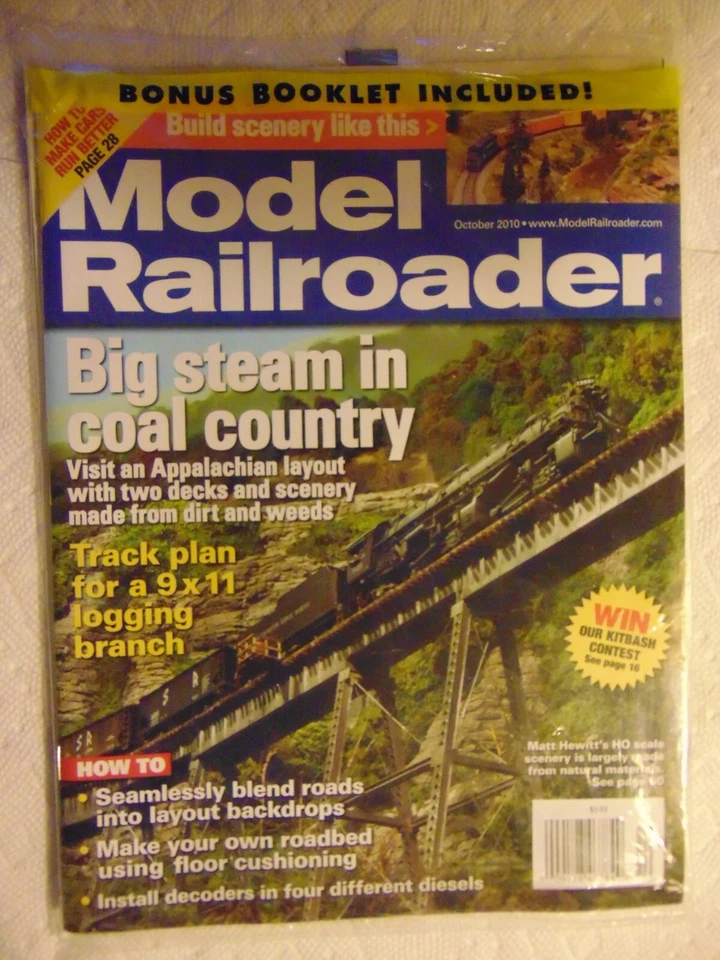 BONUS BOOKLET INCLUDED!
HOW TO
MAKE CARS
RUN BETTER
PAGE 28
Build scenery like this >
Model
October 2010 • www.ModelRailroader.com
Railroader®
Big steam in
coal country
Visit an Appalachian layout
with two decks and scenery
made from dirt and weeds
Track plan
for a 9 x 11
logging
branch
WIN
OUR KITBASH
CONTEST
See page 16
S R
S R
Matt Hewitt's HO scale
scenery is largely made
from natural materials.
See page
HOW TO
• Seamlessly blend roads
into layout backdrops
• Make your own roadbed
using floor cushioning
• Install decoders in four different diesels